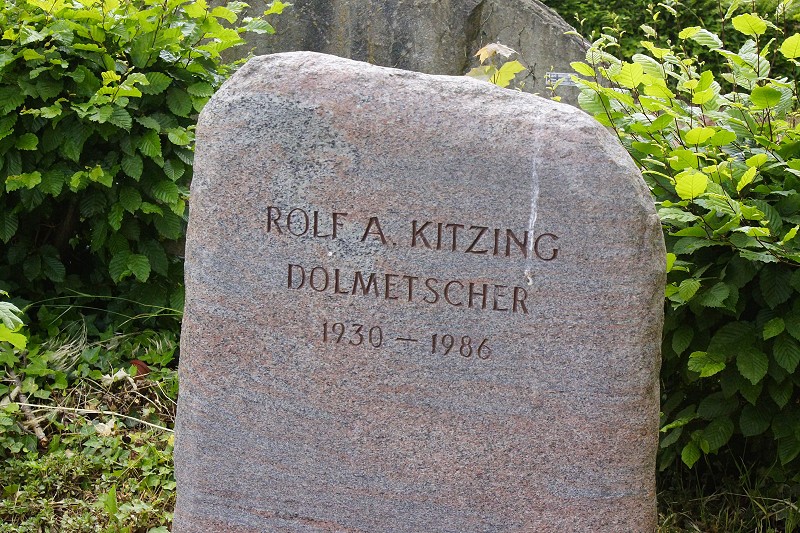 ROLF A. KITZING
DOLMETSCHER
1930 – 1986